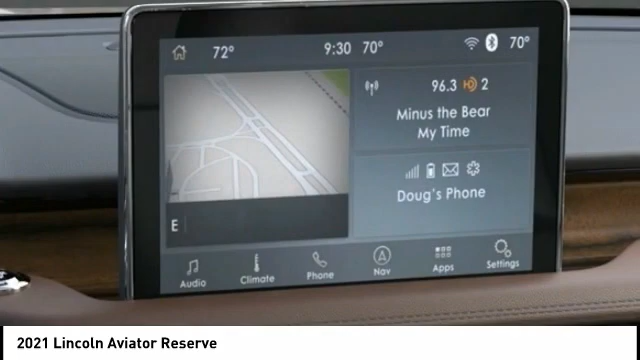 72° 9:30 70° 70°
96.3 HD 2
Minus the Bear
My Time
Doug's Phone
E
Audio Climate Phone Nav Apps Settings
2021 Lincoln Aviator Reserve